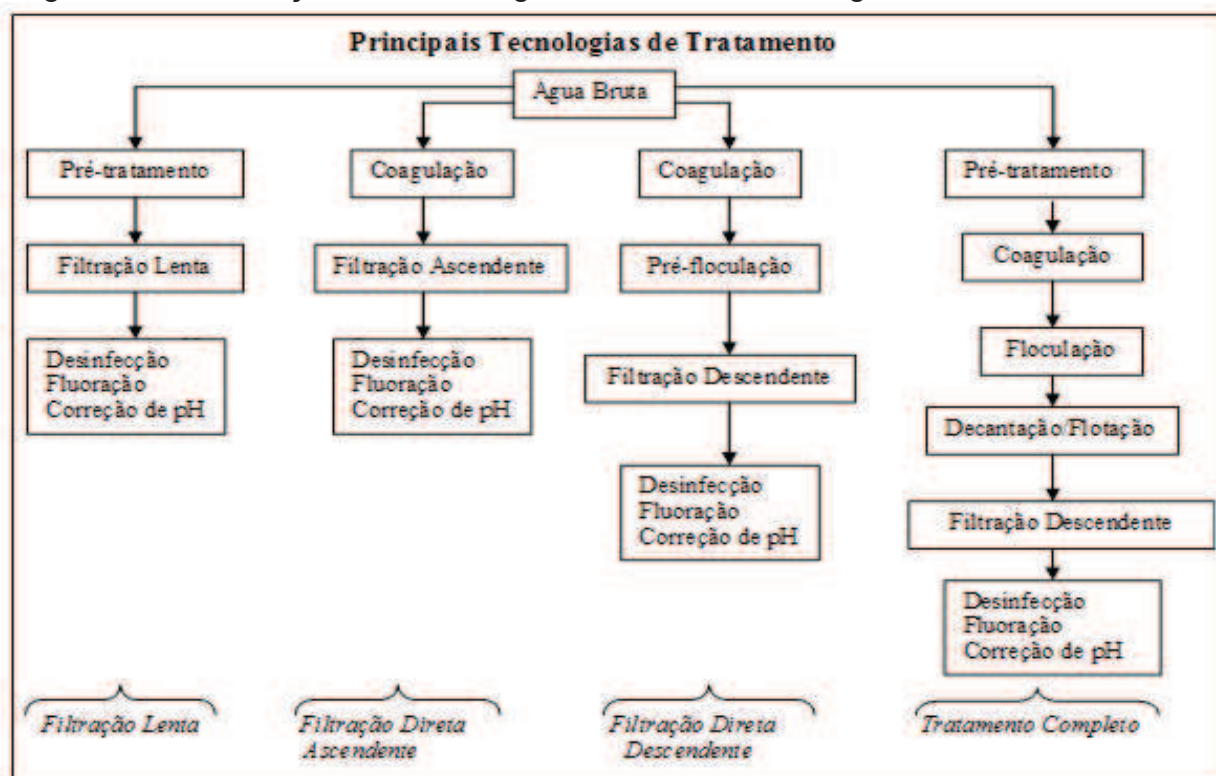 Principais Tecnologias de Tratamento
Agua Bruta
Pré-tratamento
Filtração Lenta
Desinfecção
Fluoração
Correção de pH
Filtração Lenta
Coagulação
Filtração Ascendente
Desinfecção
Fluoração
Correção de pH
Filtração Direta
Ascendente
Coagulação
Pré-floculação
Filtração Descendente
Desinfecção
Fluoração
Correção de pH
Filtração Direta
Descendente
Pré-tratamento
Coagulação
Floculação
Decantação/Flotação
Filtração Descendente
Desinfecção
Fluoração
Correção de pH
Tratamento Completo